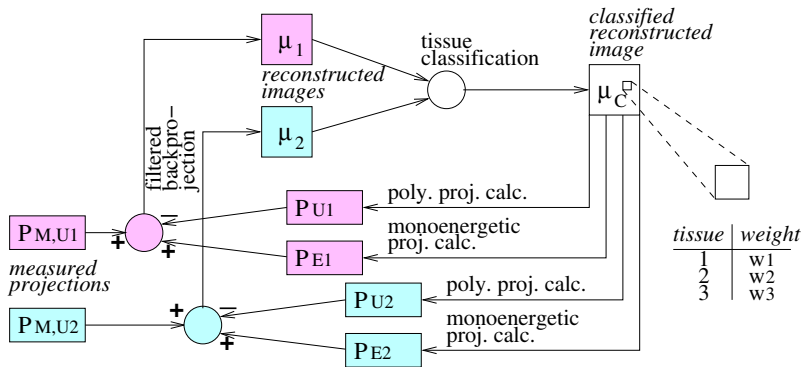 classified
reconstructed
image
tissue
classification
μ1
reconstructed
images
μC
μ2
filtered
backpro-
jection
poly. proj. calc.
PU1
PM,U1
monoenergetic
proj. calc.
PE1
measured
projections
tissue weight
1 w1
2 w2
3 w3
poly. proj. calc.
PU2
PM,U2
monoenergetic
proj. calc.
PE2
+
−
+
+
−
+